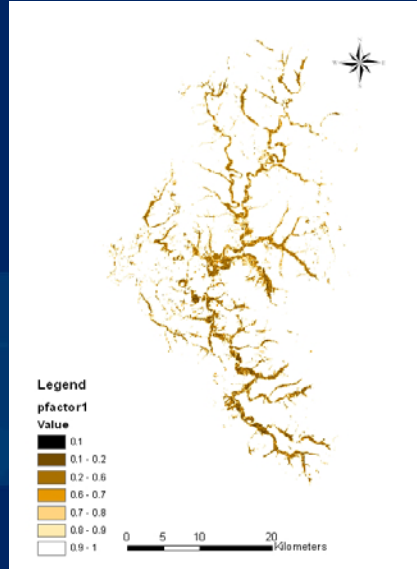 N
Legend
pfactor1
Value
0.1
0.1 - 0.2
0.2 - 0.6
0.6 - 0.7
0.7 - 0.8
0.8 - 0.9
0.9 - 1
0 5 10 20
Kilometers